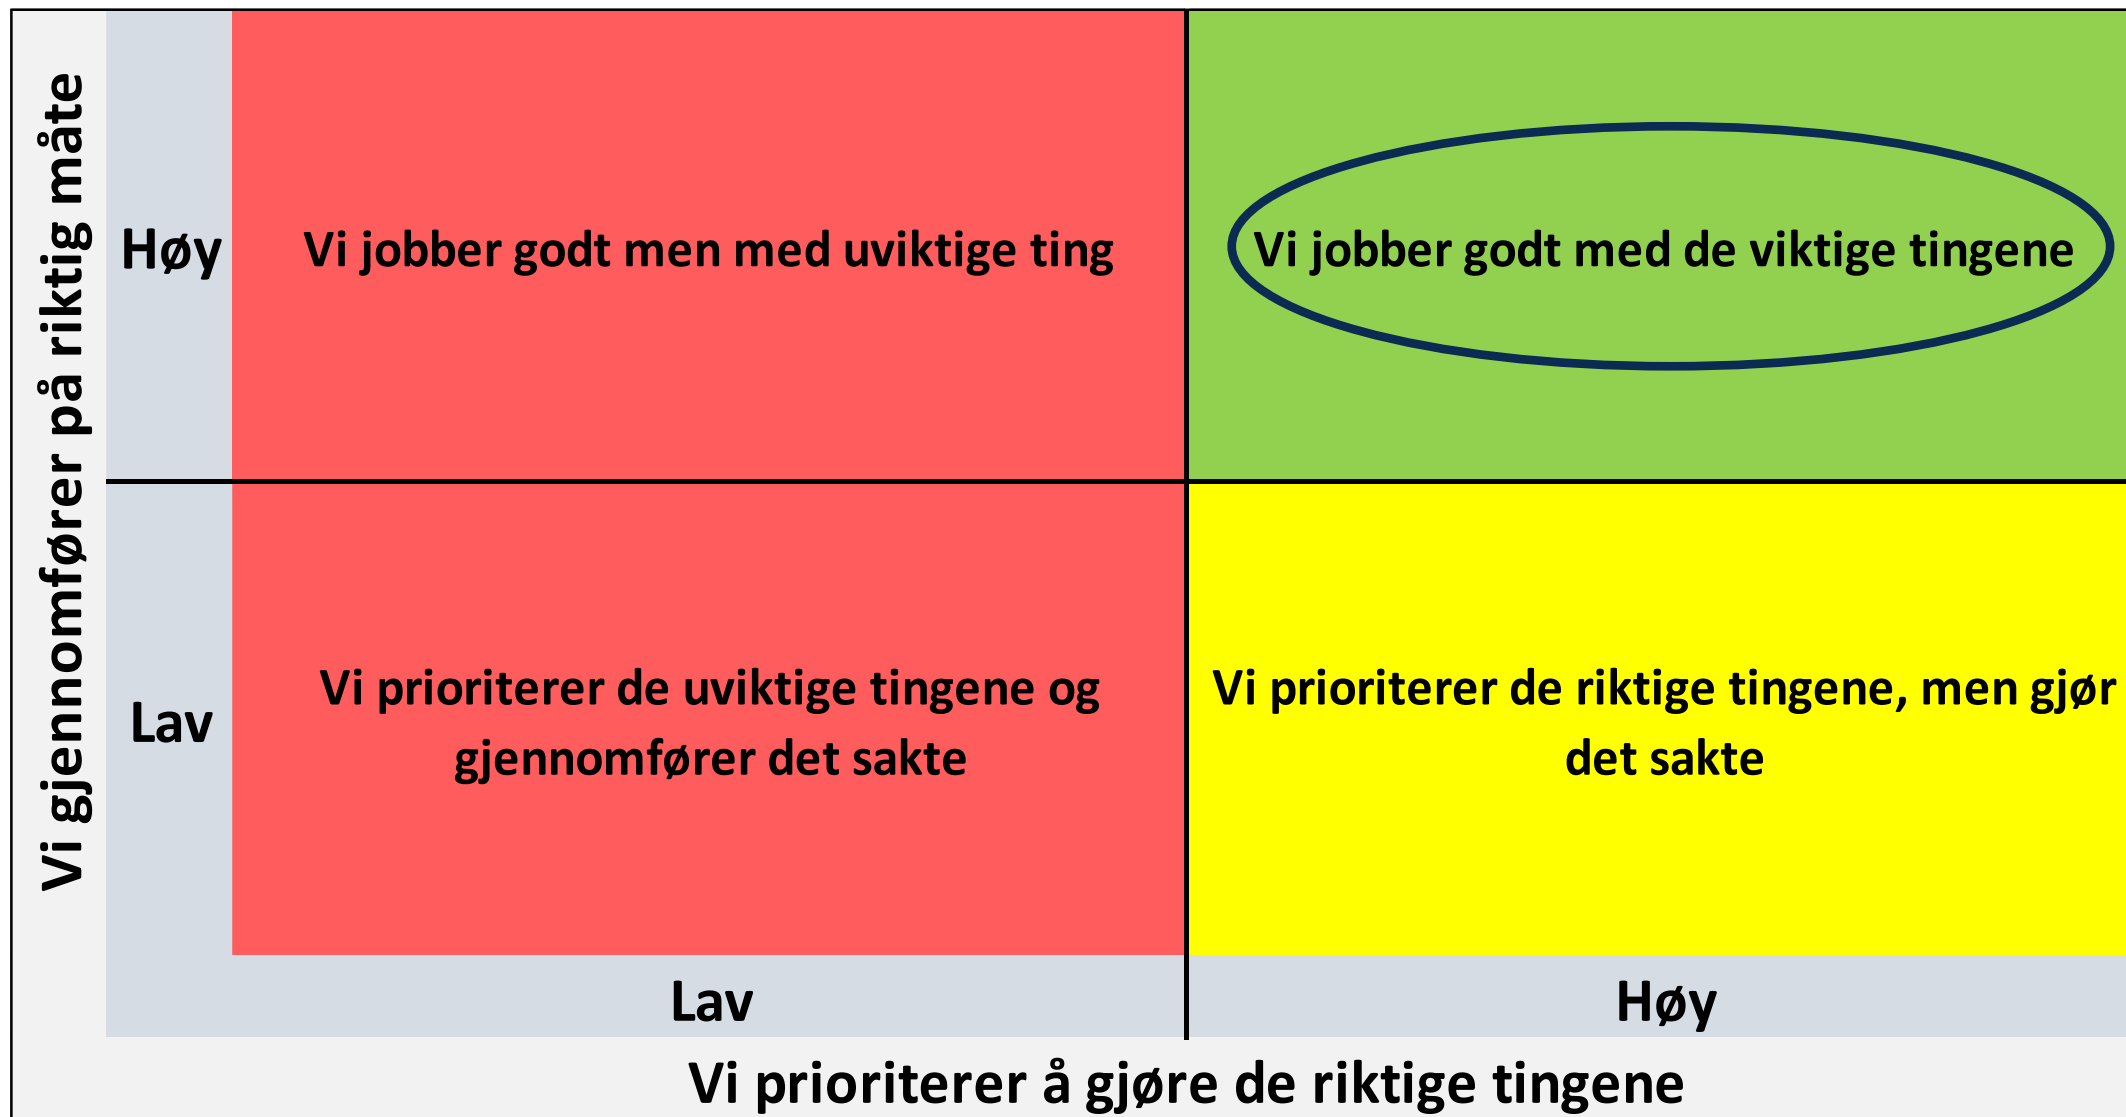 Vi gjennomfører på riktig måte
Høy
Vi jobber godt men med uviktige ting
Vi jobber godt med de viktige tingene
Lav
Vi prioriterer de uviktige tingene og
gjennomfører det sakte
Vi prioriterer de riktige tingene, men gjør
det sakte
Lav
Høy
Vi prioriterer å gjøre de riktige tingene